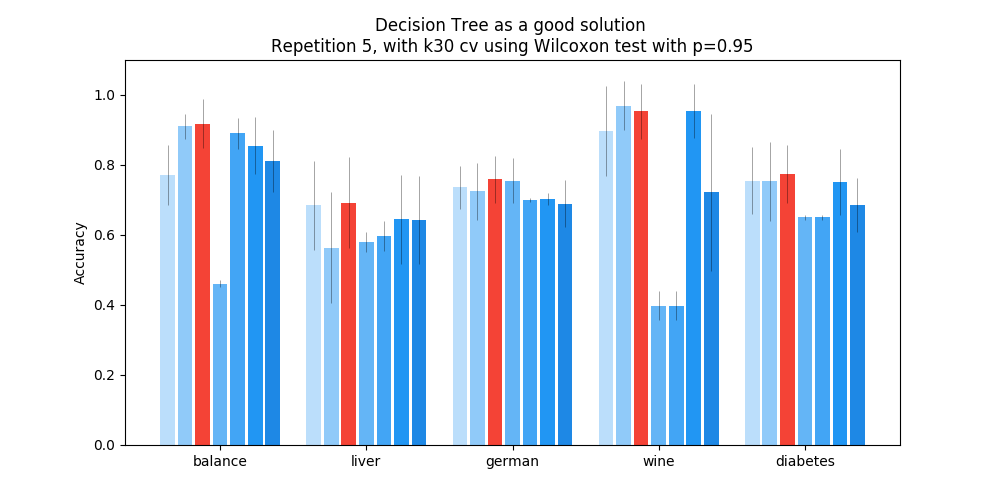 Decision Tree as a good solution
Repetition 5, with k30 cv using Wilcoxon test with p=0.95
Accuracy
1.0
0.8
0.6
0.4
0.2
0.0
balance liver german wine diabetes